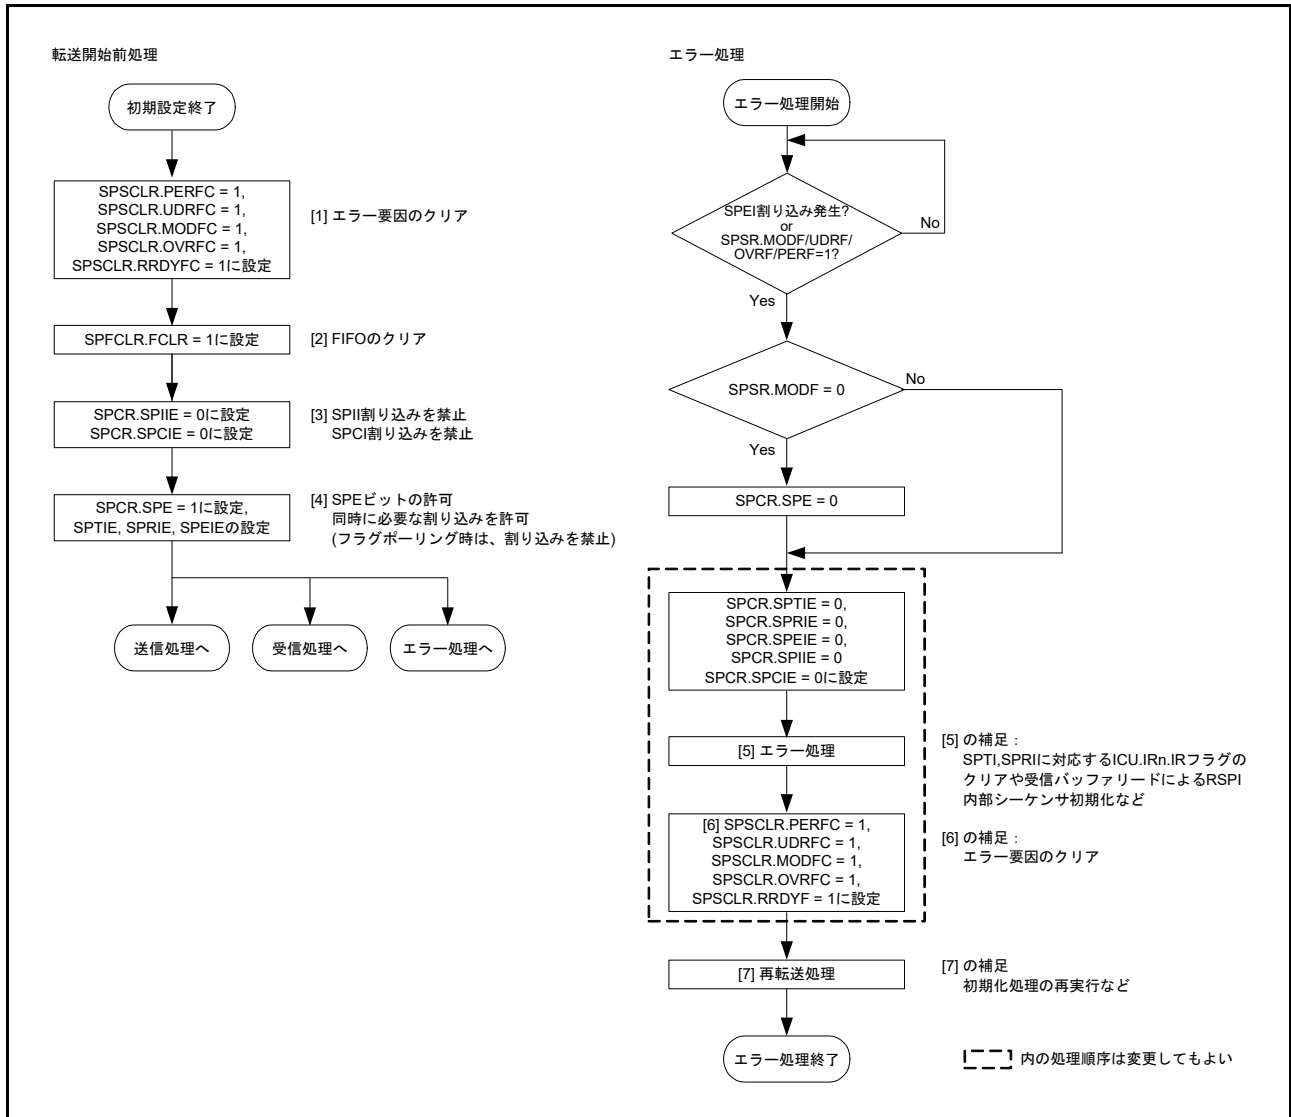 転送開始前処理
初期設定終了
SPSCLR.PERFC = 1,
SPSCLR.UDRFC = 1,
SPSCLR.MODFC = 1,
SPSCLR.OVRFC = 1,
SPSCLR.RRDYFC = 1に設定
[1] エラー要因のクリア
SPFCLR.FCLR = 1に設定
[2] FIFOのクリア
SPCR.SPIIE = 0に設定
SPCR.SPCIE = 0に設定
[3] SPII割り込みを禁止
SPCI割り込みを禁止
SPCR.SPE = 1に設定,
SPTIE, SPRIE, SPEIEの設定
[4] SPEビットの許可
同時に必要な割り込みを許可
(フラグポーリング時は、割り込みを禁止)
送信処理へ
受信処理へ
エラー処理へ
エラー処理
エラー処理開始
SPEI割り込み発生?
or
SPSR.MODF/UDRF/
OVRF/PERF=1?
No
Yes
SPSR.MODF = 0
No
Yes
SPCR.SPE = 0
SPCR.SPTIE = 0,
SPCR.SPRIE = 0,
SPCR.SPEIE = 0,
SPCR.SPIIE = 0
SPCR.SPCIE = 0に設定
[5] エラー処理
[5] の補足：
SPTI,SPRIに対応するICU.IRn.IRフラグの
クリアや受信バッファリードによるRSPI
内部シーケンサ初期化など
[6] SPSCLR.PERFC = 1,
SPSCLR.UDRFC = 1,
SPSCLR.MODFC = 1,
SPSCLR.OVRFC = 1,
SPSCLR.RRDYF = 1に設定
[6] の補足：
エラー要因のクリア
[7] 再転送処理
[7] の補足
初期化処理の再実行など
エラー処理終了
内の処理順序は変更してもよい